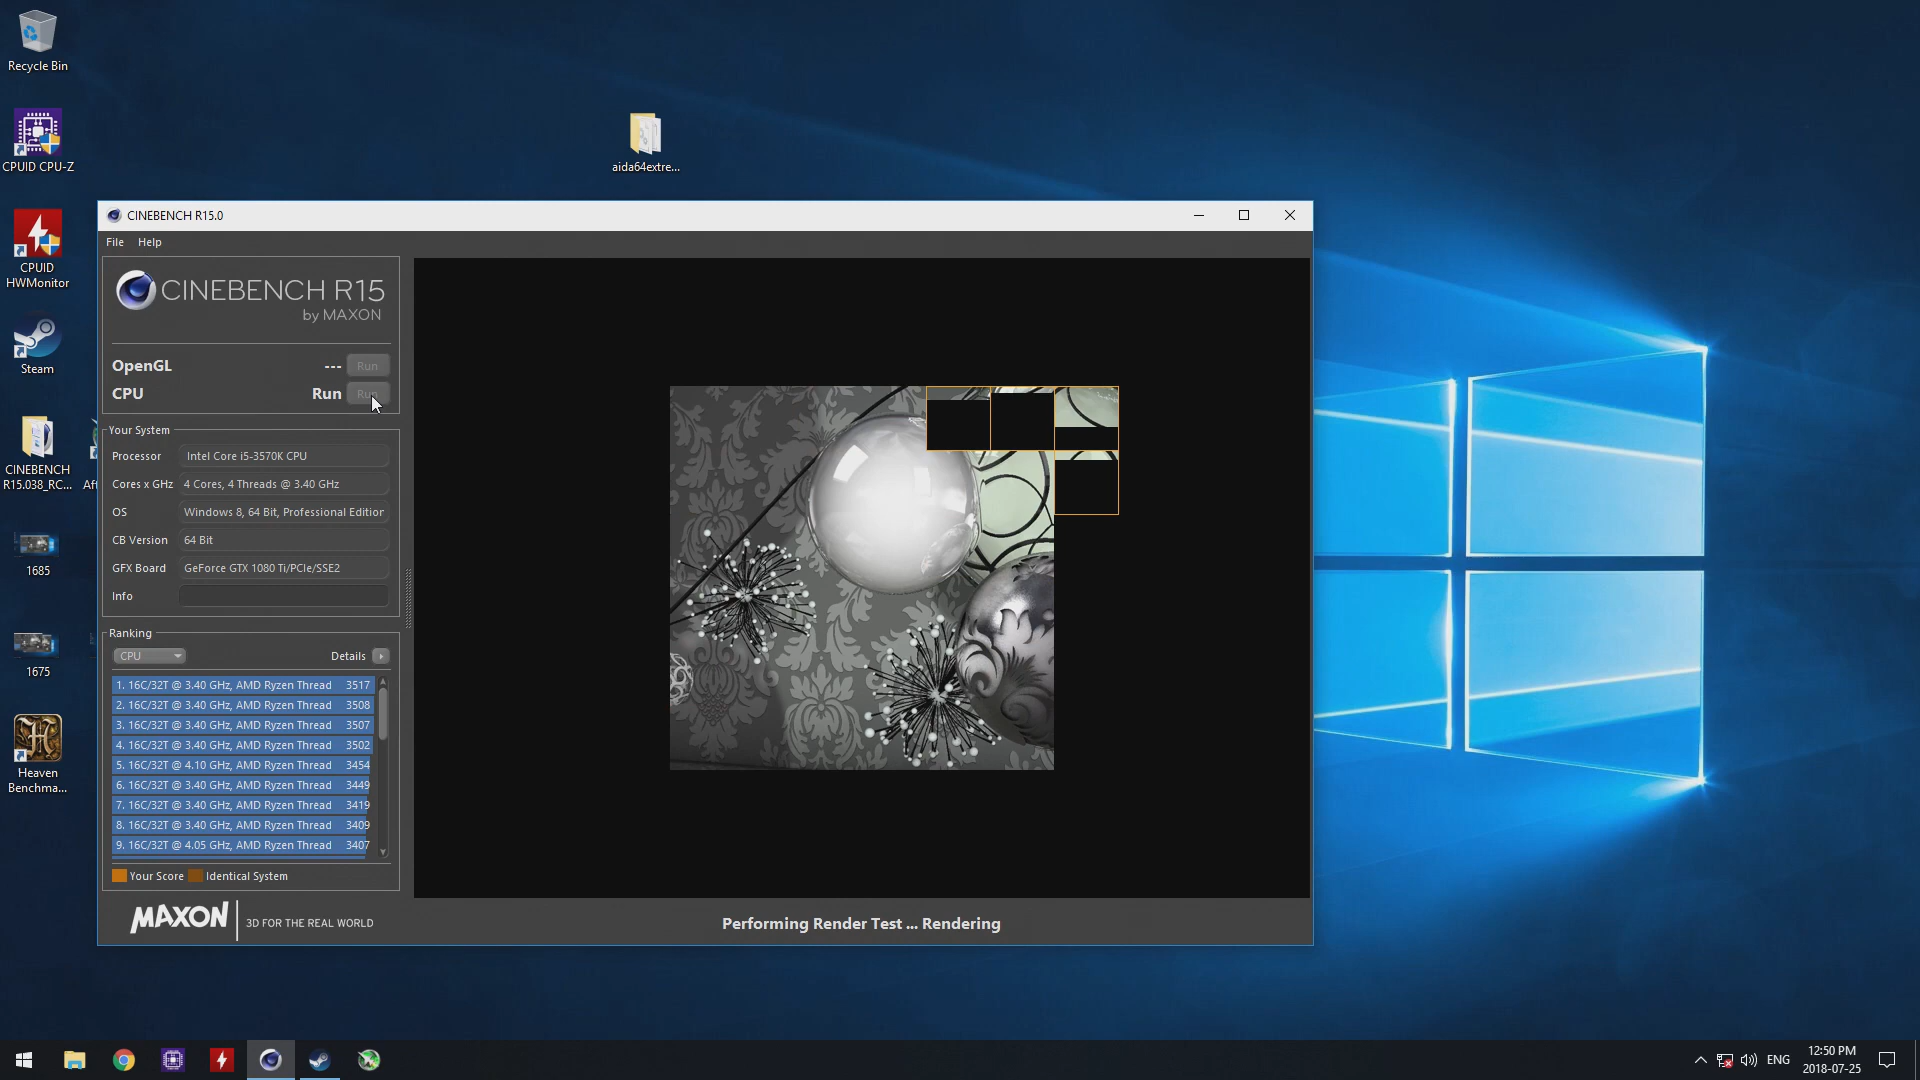 Recycle Bin
CPUID CPU-Z
CPUID
HWMonitor
Steam
CINEBENCH
R15.038_RC...
Aff
1685
1675
Heaven
Benchma...
aida64extre...
CINEBENCH R15.0
File Help
CINEBENCH R15
by MAXON
OpenGL --- Run
CPU Run Run
Your System
Processor Intel Core i5-3570K CPU
Cores x GHz 4 Cores, 4 Threads @ 3.40 GHz
OS Windows 8, 64 Bit, Professional Edition
CB Version 64 Bit
GFX Board GeForce GTX 1080 Ti/PCIe/SSE2
Info
Ranking
CPU Details
1. 16C/32T @ 3.40 GHz, AMD Ryzen Thread 3517
2. 16C/32T @ 3.40 GHz, AMD Ryzen Thread 3508
3. 16C/32T @ 3.40 GHz, AMD Ryzen Thread 3507
4. 16C/32T @ 3.40 GHz, AMD Ryzen Thread 3502
5. 16C/32T @ 4.10 GHz, AMD Ryzen Thread 3454
6. 16C/32T @ 3.40 GHz, AMD Ryzen Thread 3449
7. 16C/32T @ 3.40 GHz, AMD Ryzen Thread 3419
8. 16C/32T @ 3.40 GHz, AMD Ryzen Thread 3409
9. 16C/32T @ 4.05 GHz, AMD Ryzen Thread 3407
Your Score Identical System
MAXON 3D FOR THE REAL WORLD
Performing Render Test ... Rendering
ENG
12:50 PM
2018-07-25